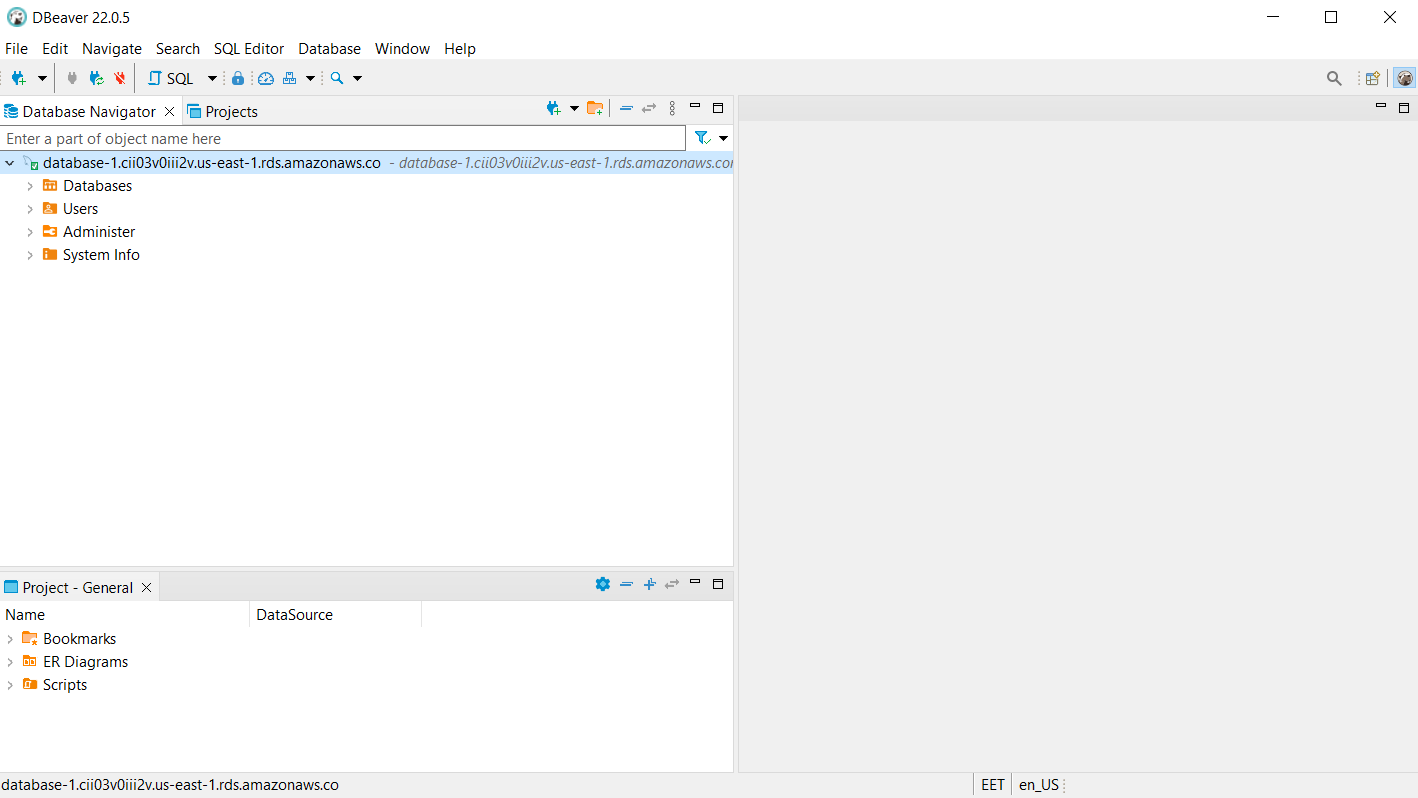 DBeaver 22.0.5
File Edit Navigate Search SQL Editor Database Window Help
SQL
Database Navigator Projects
Enter a part of object name here
database-1.cii03v0iii2v.us-east-1.rds.amazonaws.co - database-1.cii03v0iii2v.us-east-1.rds.amazonaws.co
Databases
Users
Administer
System Info
Project - General
Name DataSource
Bookmarks
ER Diagrams
Scripts
database-1.cii03v0iii2v.us-east-1.rds.amazonaws.co EET en_US